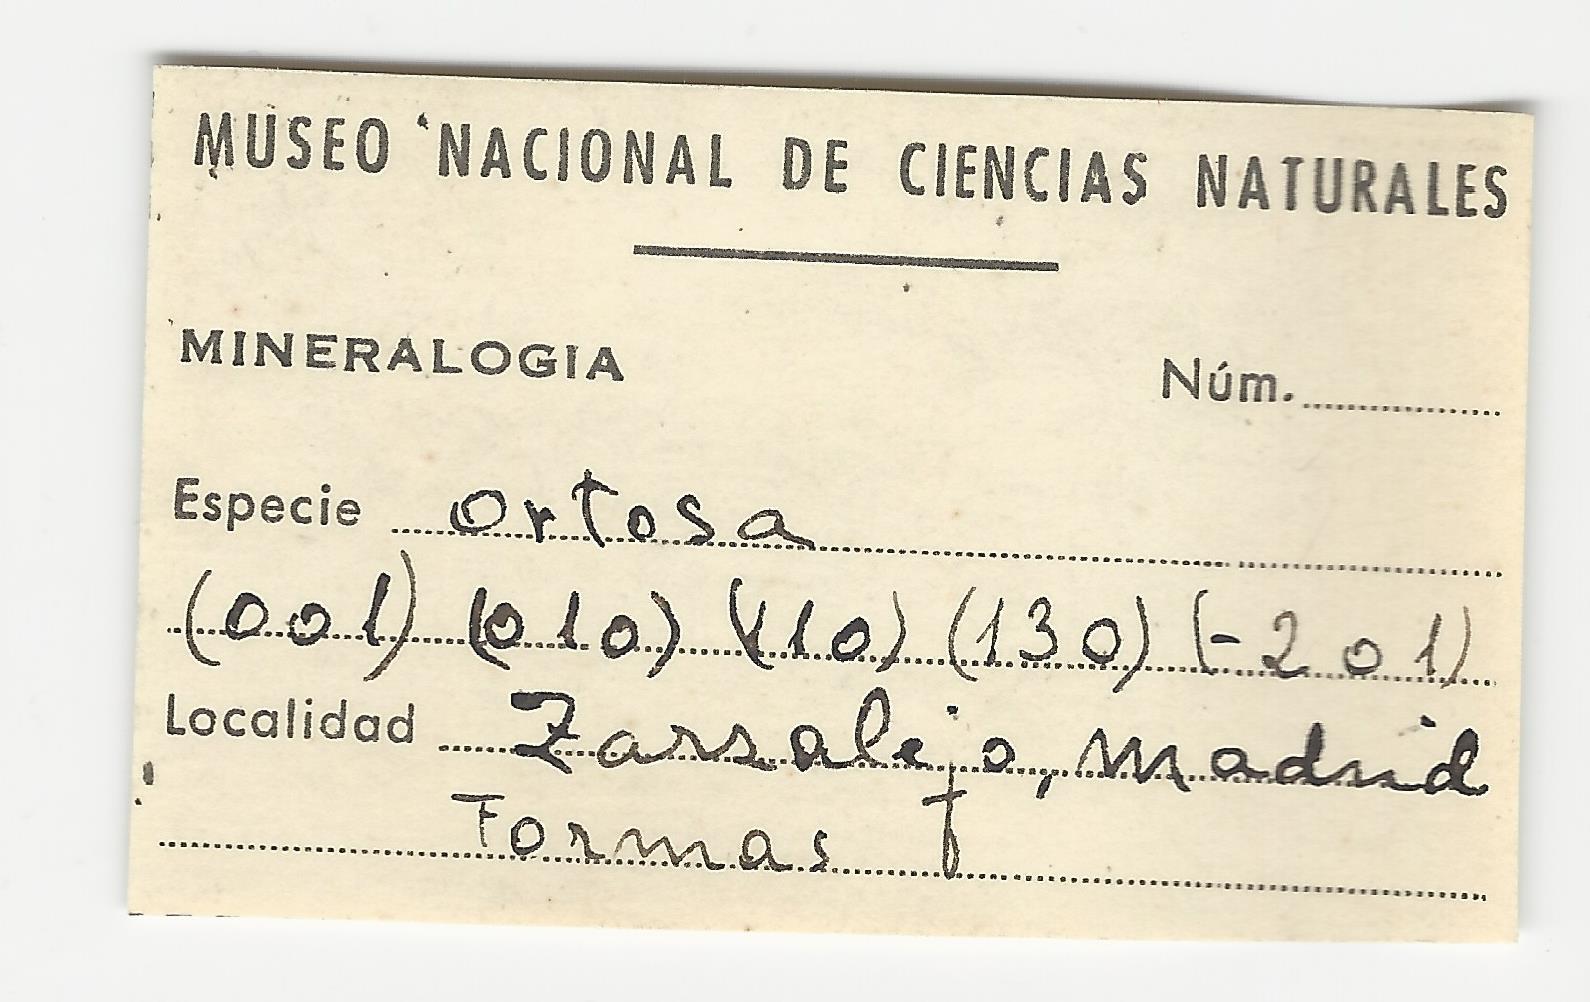 MUSEO NACIONAL DE CIENCIAS NATURALES
MINERALOGIA Núm.
Especie Ortosa
(001) (010) (110) (130) (-201)
Localidad Zarzalejo, Madrid
Formas f